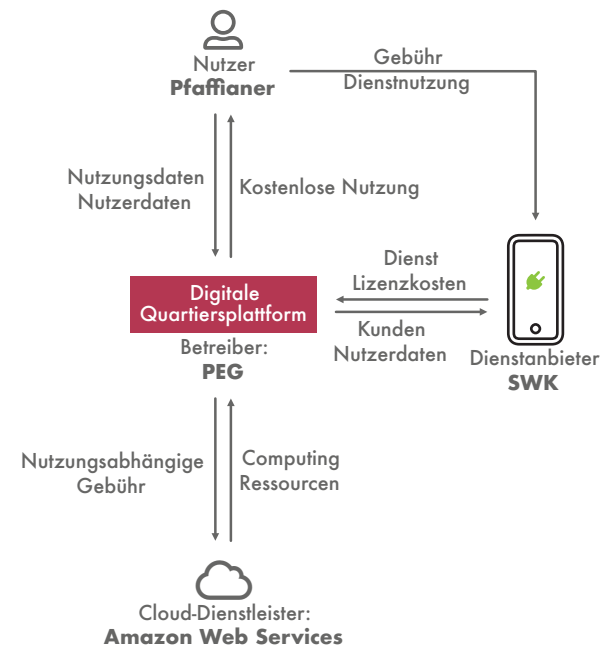 Nutzer
Pfaffianer
Gebühr
Dienstnutzung
Nutzungsdaten
Nutzerdaten
Kostenlose Nutzung
Dienst
Lizenzkosten
Digitale
Quartiersplattform
Kunden
Nutzerdaten
Betreiber:
PEG
Dienstanbieter
SWK
Nutzungsabhängige
Gebühr
Computing
Ressourcen
Cloud-Dienstleister:
Amazon Web Services